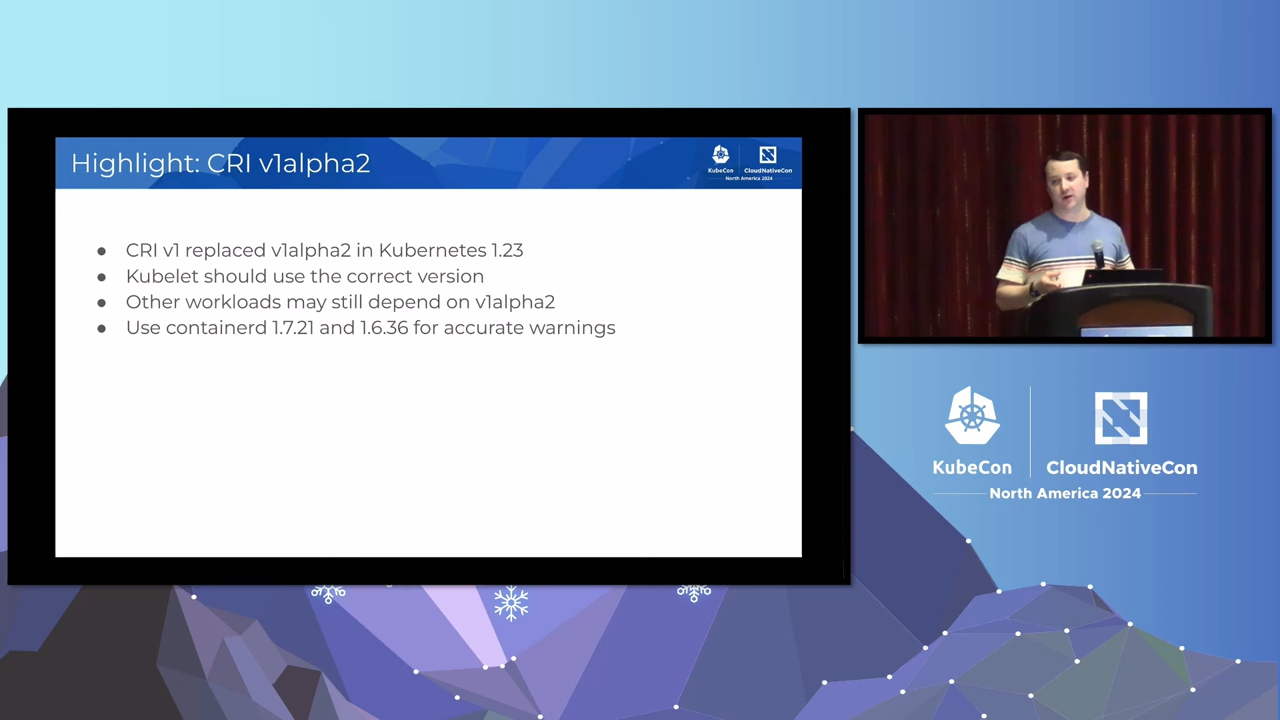 Highlight: CRI v1alpha2
KubeCon
CloudNativeCon
North America 2024
● CRI v1 replaced v1alpha2 in Kubernetes 1.23
● Kubelet should use the correct version
● Other workloads may still depend on v1alpha2
● Use containerd 1.7.21 and 1.6.36 for accurate warnings
KubeCon
CloudNativeCon
North America 2024